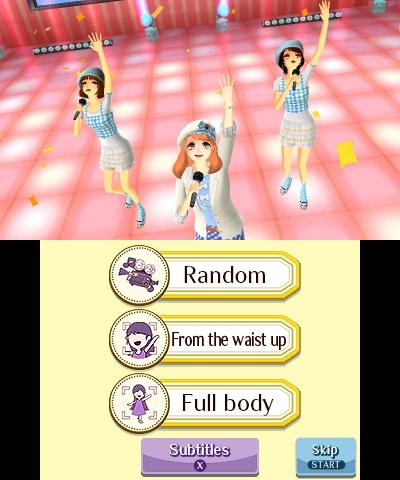 Random
From the waist up
Full body
Subtitles
X
Skip
START